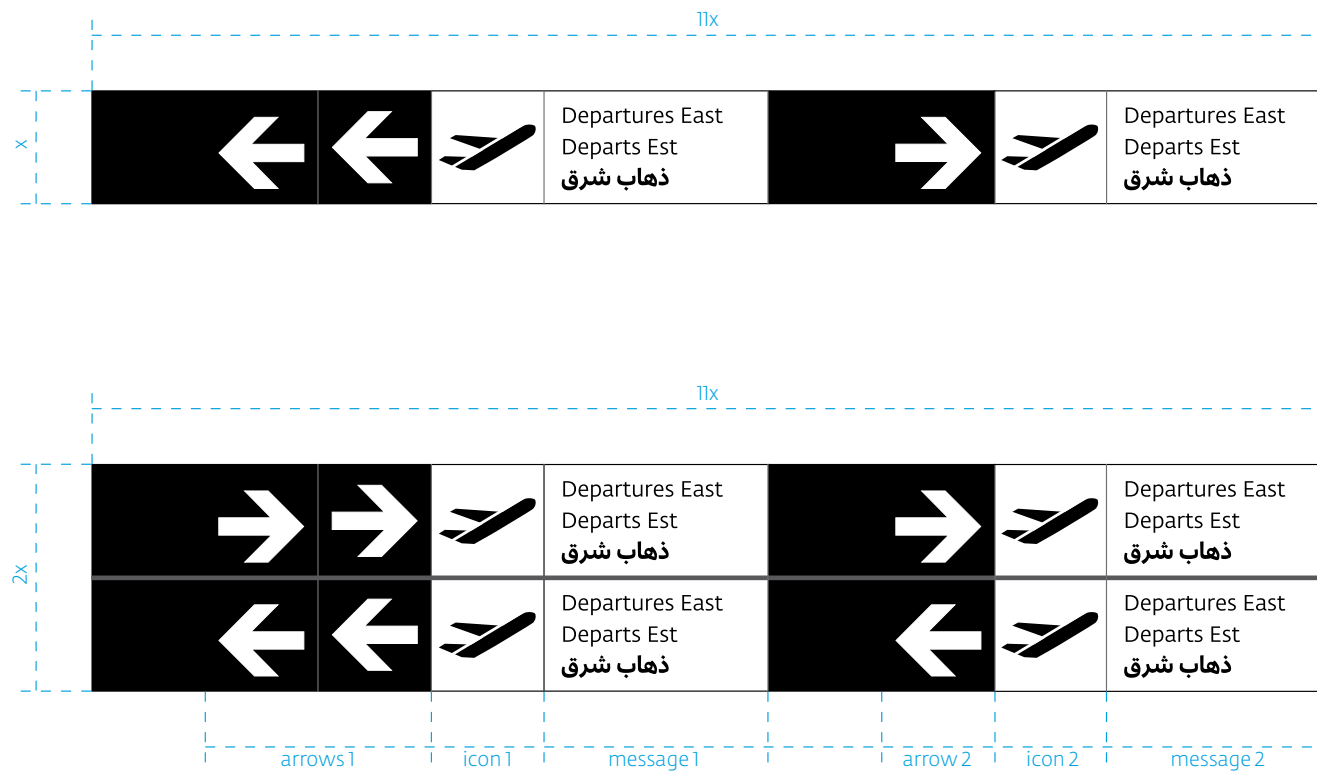 11x
x
Departures East
Departs Est
ذهاب شرق
Departures East
Departs Est
ذهاب شرق
11x
2x
Departures East
Departs Est
ذهاب شرق
Departures East
Departs Est
ذهاب شرق
Departures East
Departs Est
ذهاب شرق
Departures East
Departs Est
ذهاب شرق
arrows 1
icon 1
message 1
arrow 2
icon 2
message 2